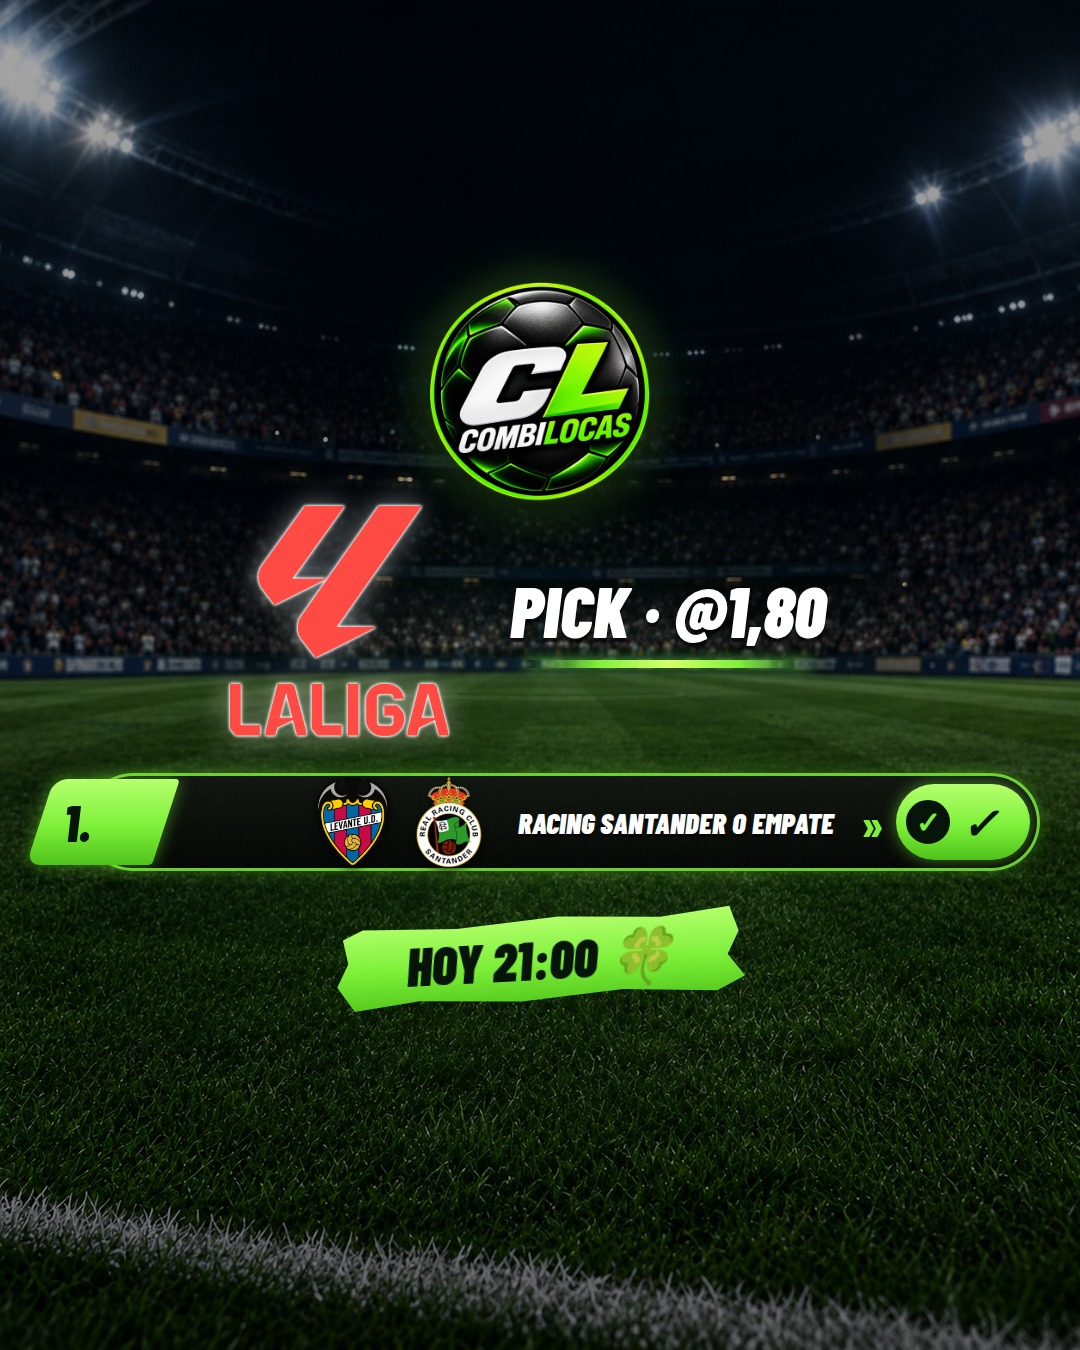 CL
COMBILOCAS
PICK · @1,80
LALIGA
1.
LEVANTE U.D.
REAL RACING CLUB
SANTANDER
RACING SANTANDER O EMPATE » ✓ ✓
HOY 21:00 🍀